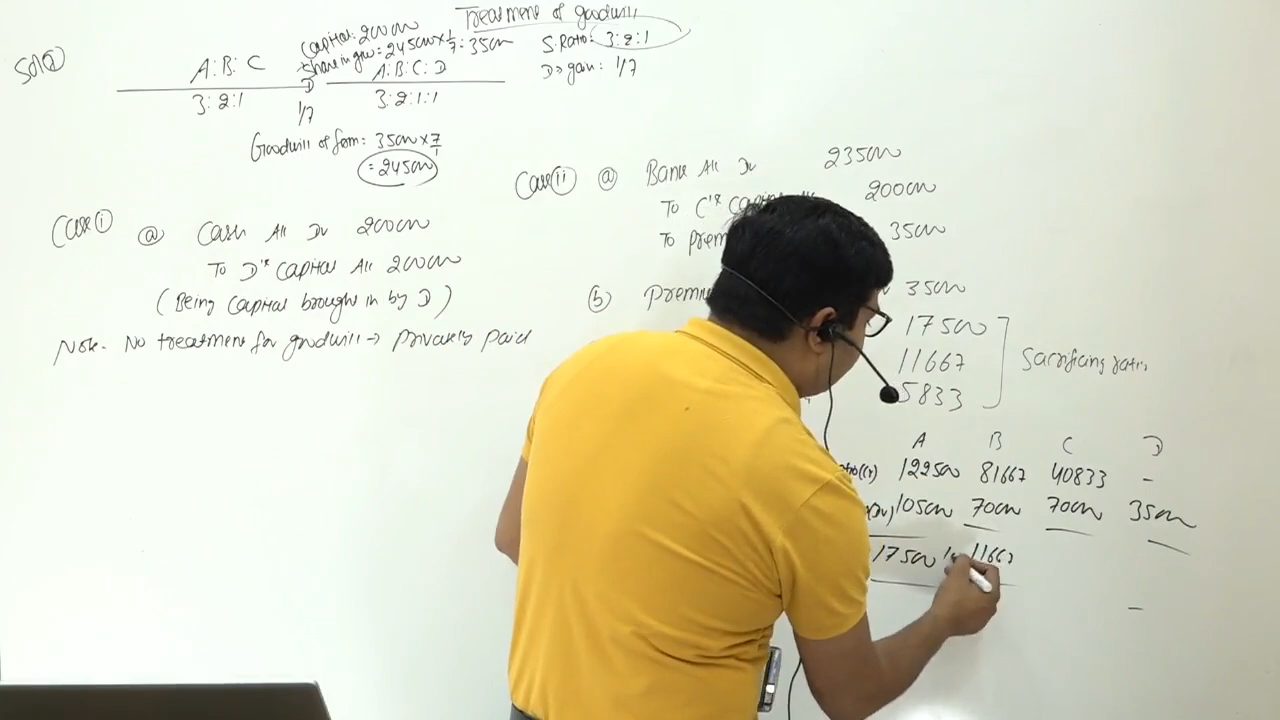 Treatment of goodwill
Sol ②
Capital: 200000
Share in g/w = 245000 x 1/7 : 35000
S. Ratio: 3:2:1
D → gain: 1/7
A : B : C
D
A : B : C : D
3:2:1
1/7
3:2:1:1
Goodwill of firm: 35000 x 7/1
= 245000
Case ⓘ
ⓐ Cash A/c Dr 200000
To D's Capital A/c 200000
(Being Capital brought in by D)
Note- No treatment for goodwill → privately paid
Case ⓘⓘ ⓐ Bank A/c Dr 235000
To C's Capital 200000
To Prem 35000
ⓑ Premiu 35000
17500
11667
5833
Sacrificing ratio
A B C D
122500 81667 40833 -
(Dr) 105000 70000 70000 35000
17500 11667
-